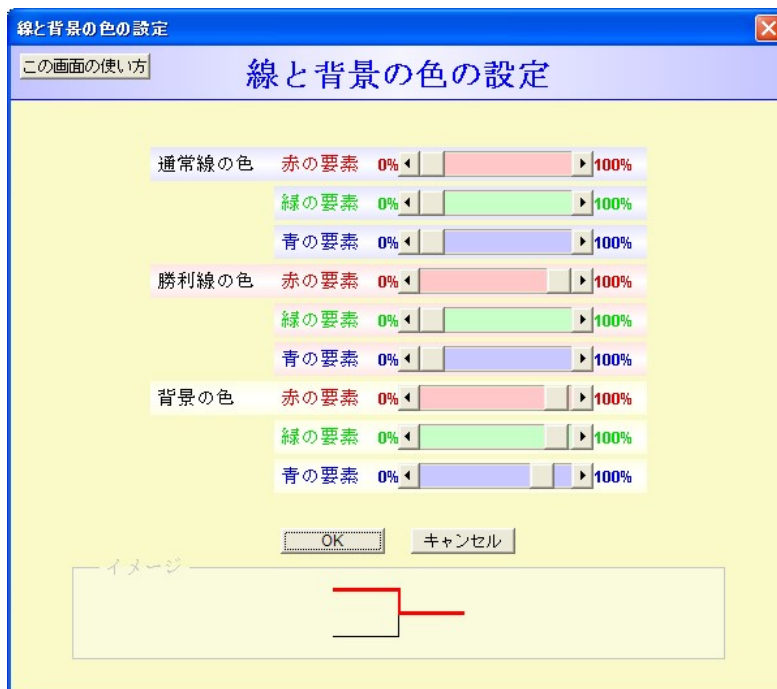 線と背景の色の設定
この画面の使い方
線と背景の色の設定
通常線の色 赤の要素 0% 100%
緑の要素 0% 100%
青の要素 0% 100%
勝利線の色 赤の要素 0% 100%
緑の要素 0% 100%
青の要素 0% 100%
背景の色 赤の要素 0% 100%
緑の要素 0% 100%
青の要素 0% 100%
OK キャンセル
イメージ